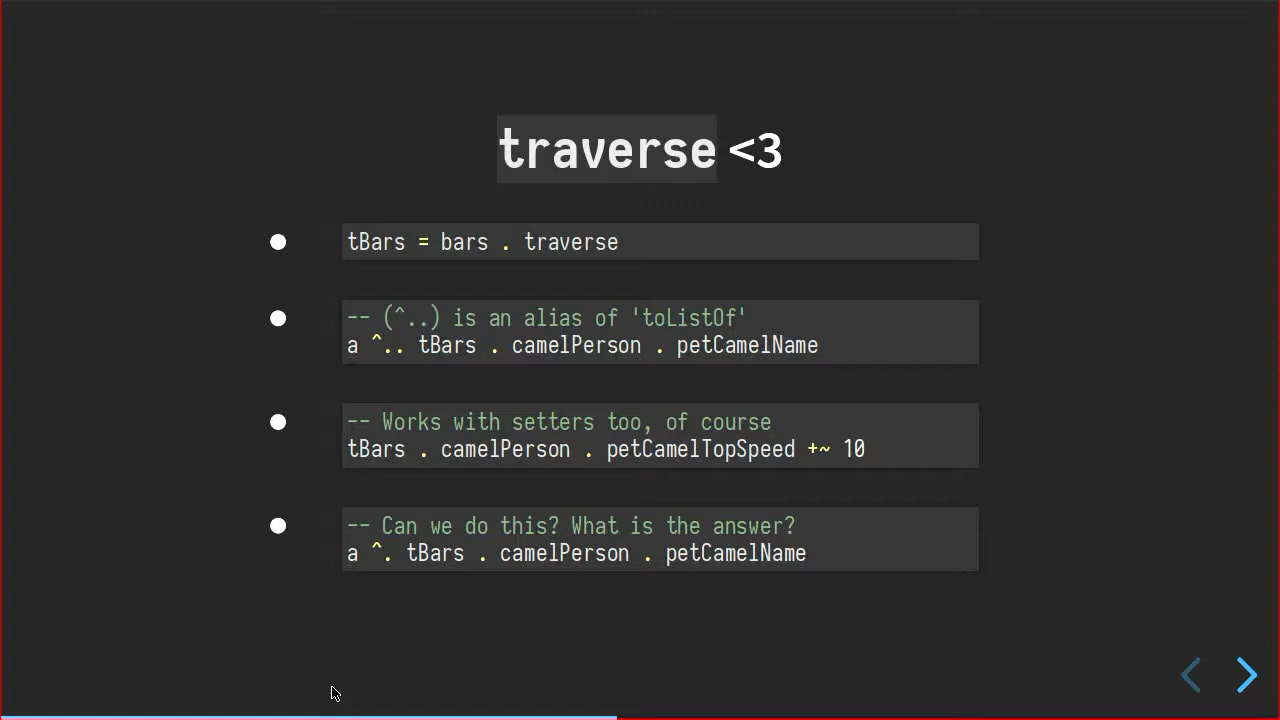 traverse <3
tBars = bars . traverse
-- (^..) is an alias of 'toListOf'
a ^.. tBars . camelPerson . petCamelName
-- Works with setters too, of course
tBars . camelPerson . petCamelTopSpeed +~ 10
-- Can we do this? What is the answer?
a ^. tBars . camelPerson . petCamelName